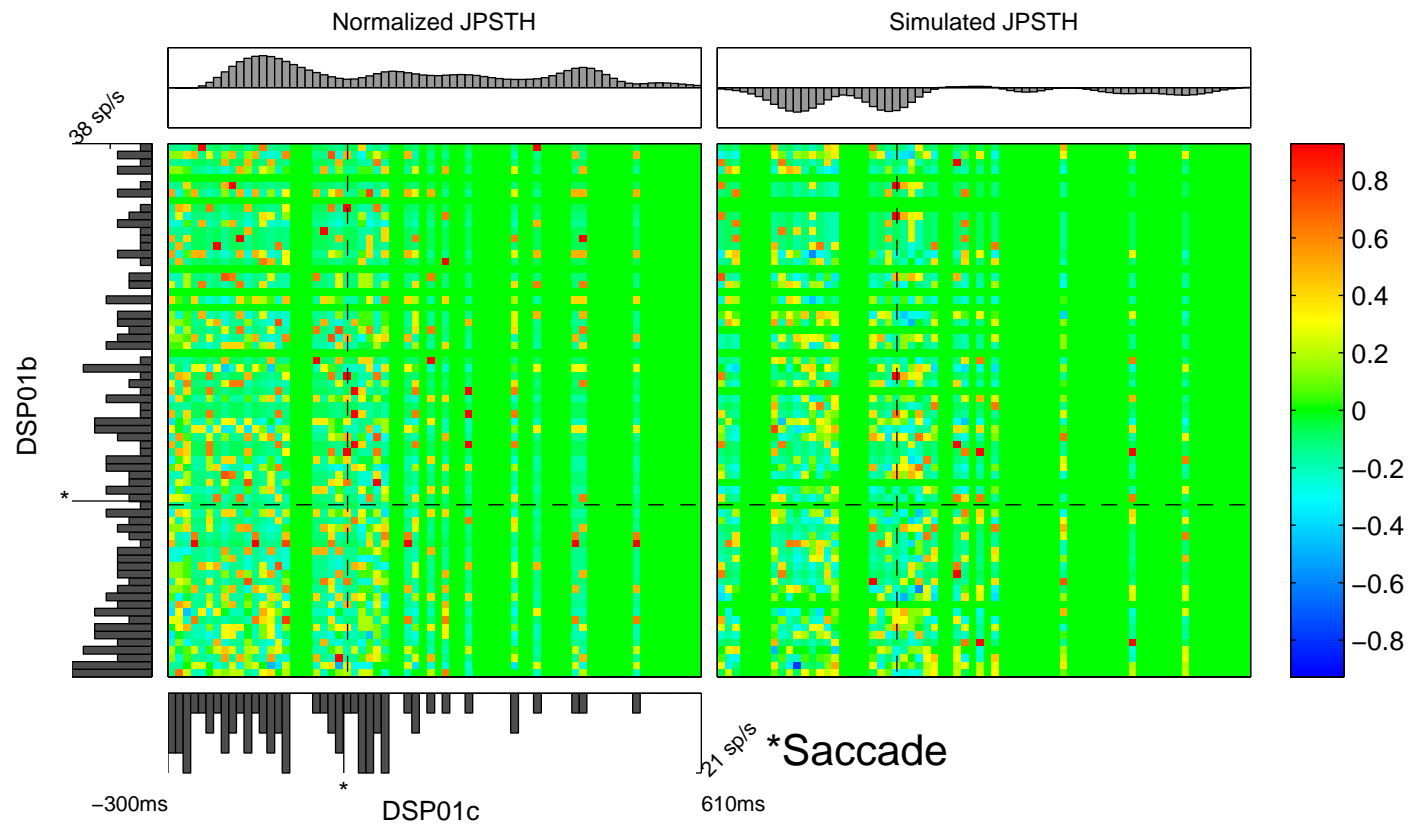 Normalized JPSTH
Simulated JPSTH
38 sp/s
0.8
0.6
0.4
0.2
0
−0.2
−0.4
−0.6
−0.8
DSP01b
*
21 sp/s
*Saccade
*
−300ms
DSP01c
610ms